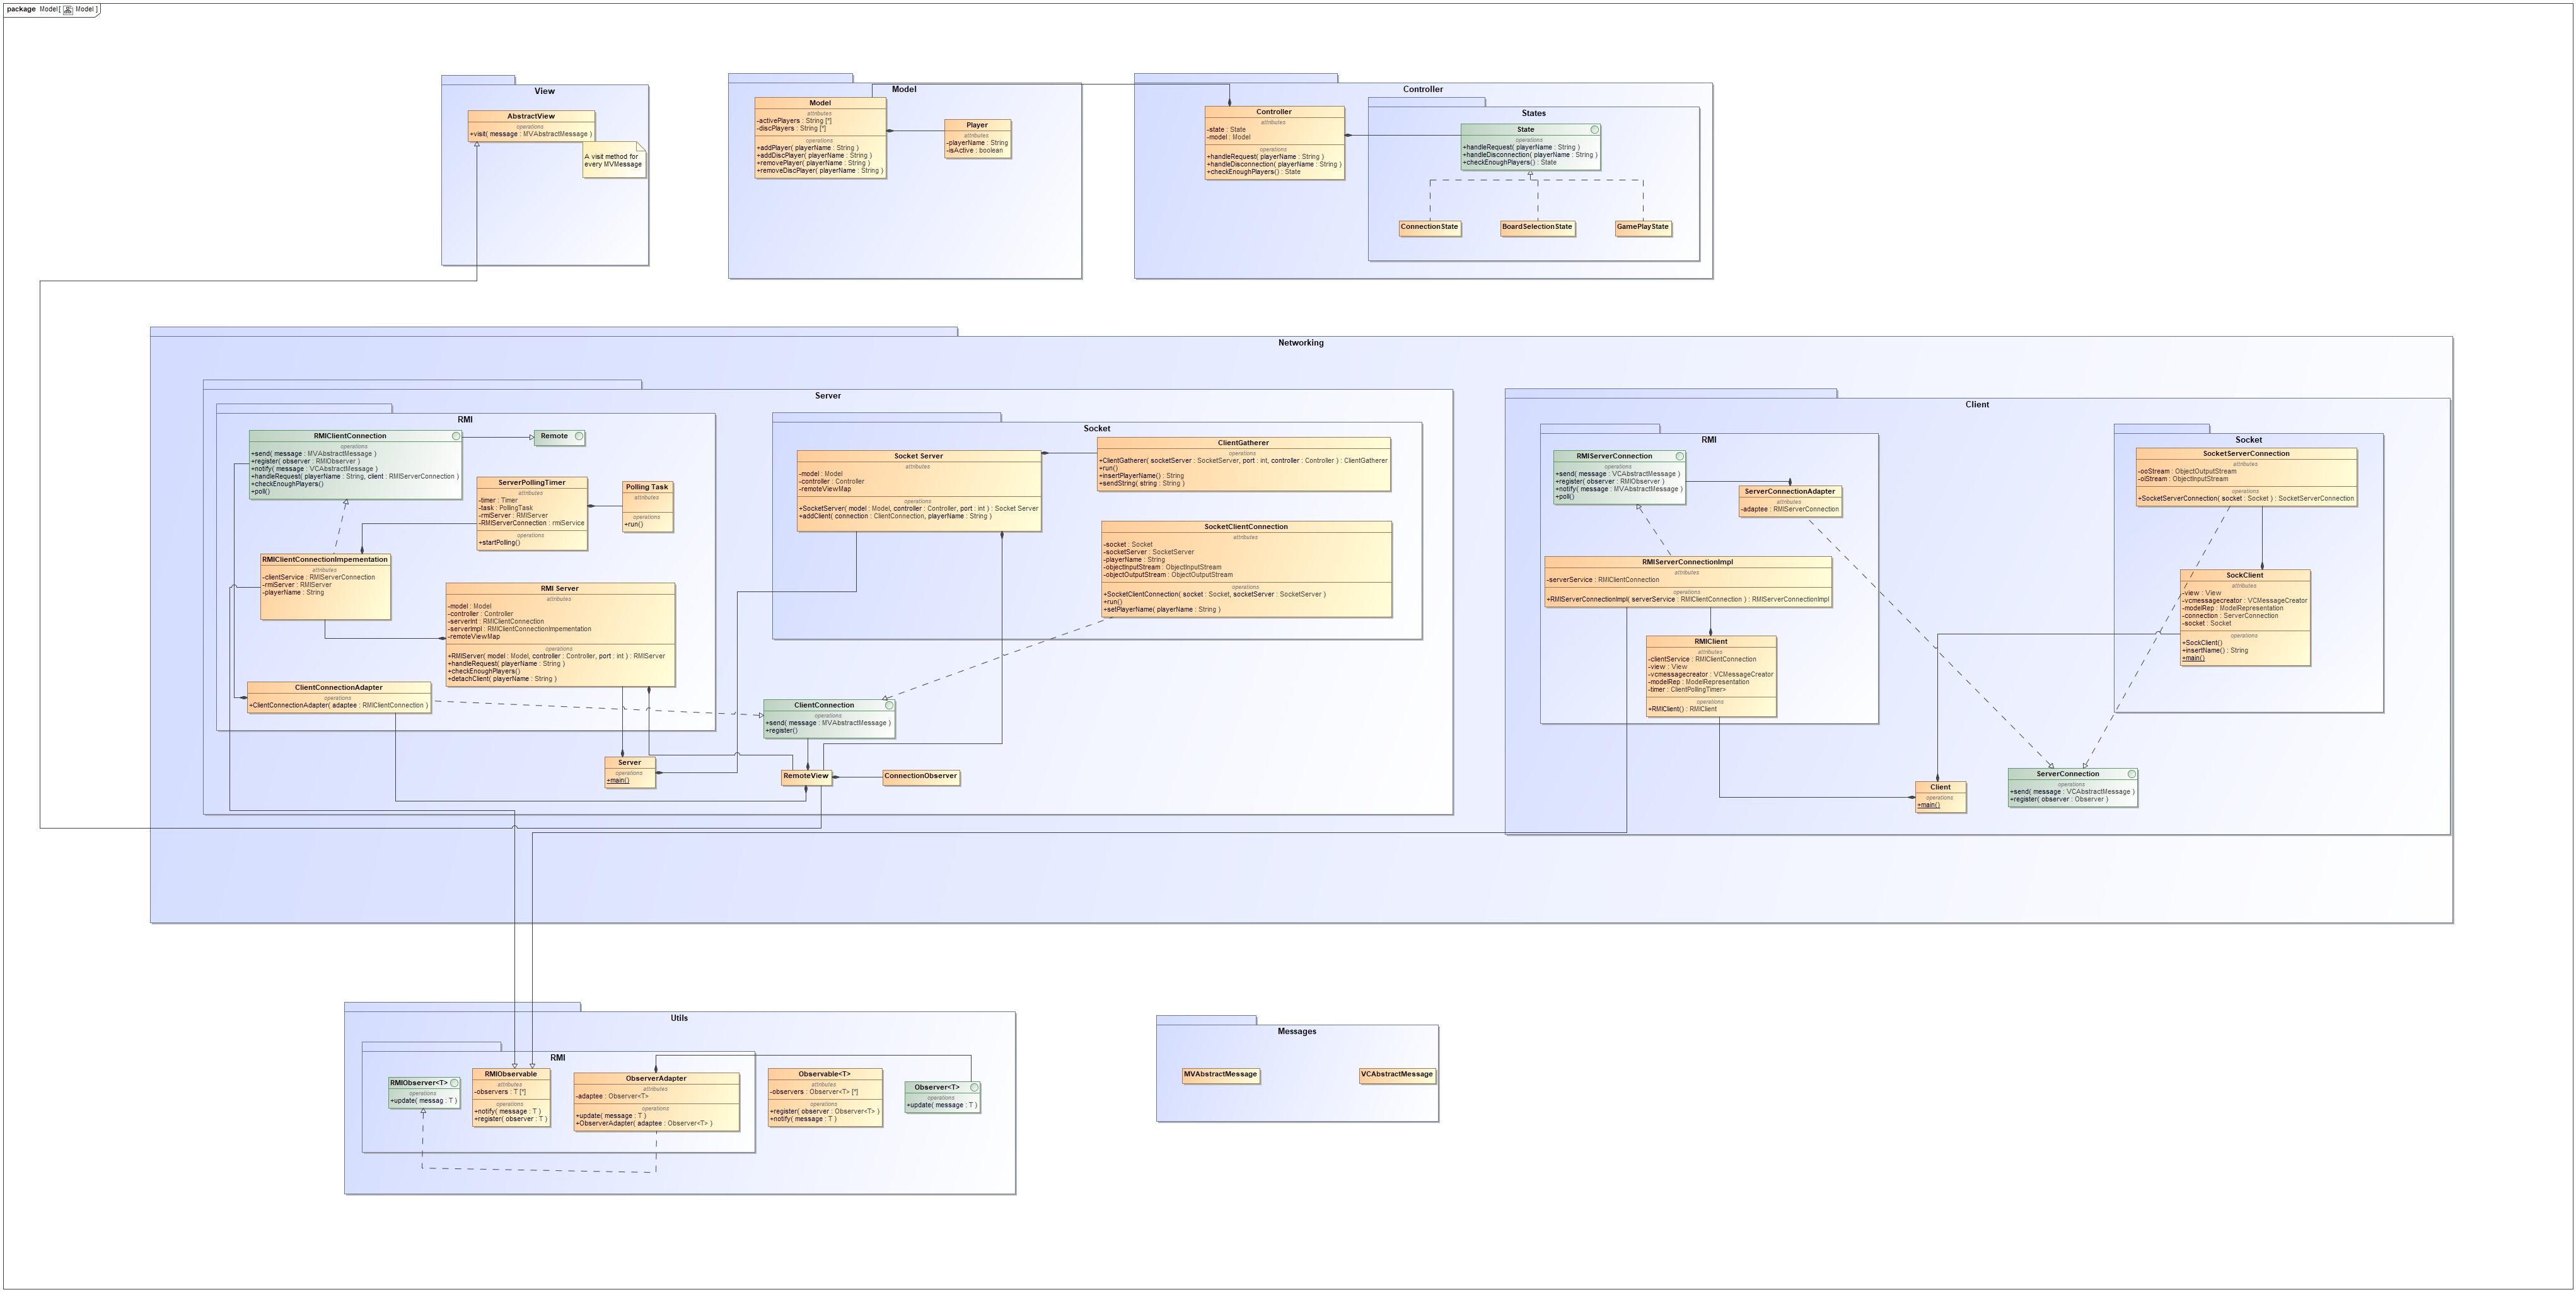 package Model[ Model ]
View
AbstractView
operations
+visit( message : MVAbstractMessage )
A visit method for
every MVMessage
Model
Model
attributes
-activePlayers : String [*]
-discPlayers : String [*]
operations
+addPlayer( playerName : String )
+addDiscPlayer( playerName : String )
+removePlayer( playerName : String )
+removeDiscPlayer( playerName : String )
Player
attributes
-playerName : String
-isActive : boolean
Controller
Controller
attributes
-state : State
-model : Model
operations
+handleRequest( playerName : String )
+handleDisconnection( playerName : String )
+checkEnoughPlayers() : State
States
State
operations
+handleRequest( playerName : String )
+handleDisconnection( playerName : String )
+checkEnoughPlayers() : State
ConnectionState
BoardSelectionState
GamePlayState
Networking
Server
RMI
RMIClientConnection
operations
+send( message : MVAbstractMessage )
+register( observer : RMIObserver )
+notify( message : VCAbstractMessage )
+handleRequest( playerName : String, client : RMIServerConnection )
+checkEnoughPlayers()
+poll()
Remote
ServerPollingTimer
attributes
-timer : Timer
-task : PollingTask
-rmiServer : RMIServer
-RMIServerConnection : rmiService
operations
+startPolling()
Polling Task
attributes
operations
+run()
RMIClientConnectionImpementation
attributes
-clientService : RMIServerConnection
-rmiServer : RMIServer
-playerName : String
RMI Server
attributes
-model : Model
-controller : Controller
-serverInt : RMIClientConnection
-serverImpl : RMIClientConnectionImpementation
-remoteViewMap
operations
+RMIServer( model : Model, controller : Controller, port : int ) : RMIServer
+handleRequest( playerName : String )
+checkEnoughPlayers()
+detachClient( playerName : String )
ClientConnectionAdapter
operations
+ClientConnectionAdapter( adaptee : RMIClientConnection )
Socket
Socket Server
attributes
-model : Model
-controller : Controller
-remoteViewMap
operations
+SocketServer( model : Model, controller : Controller, port : int ) : Socket Server
+addClient( connection : ClientConnection, playerName : String )
ClientGatherer
operations
+ClientGatherer( socketServer : SocketServer, port : int, controller : Controller ) : ClientGatherer
+run()
+insertPlayerName() : String
+sendString( string : String )
SocketClientConnection
attributes
-socket : Socket
-socketServer : SocketServer
-playerName : String
-objectInputStream : ObjectInputStream
-objectOutputStream : ObjectOutputStream
operations
+SocketClientConnection( socket : Socket, socketServer : SocketServer )
+run()
+setPlayerName( playerName : String )
ClientConnection
operations
+send( message : MVAbstractMessage )
+register()
Server
operations
+main()
RemoteView
ConnectionObserver
Client
RMI
RMIServerConnection
operations
+send( message : VCAbstractMessage )
+register( observer : RMIObserver )
+notify( message : MVAbstractMessage )
+poll()
ServerConnectionAdapter
attributes
-adaptee : RMIServerConnection
RMIServerConnectionImpl
attributes
-serverService : RMIClientConnection
operations
+RMIServerConnectionImpl( serverService : RMIClientConnection ) : RMIServerConnectionImpl
RMIClient
attributes
-clientService : RMIClientConnection
-view : View
-vcmessagecreator : VCMessageCreator
-modelRep : ModelRepresentation
-timer : ClientPollingTimer>
operations
+RMIClient() : RMIClient
Socket
SocketServerConnection
attributes
-ooStream : ObjectOutputStream
-oiStream : ObjectInputStream
operations
+SocketServerConnection( socket : Socket ) : SocketServerConnection
SockClient
attributes
-view : View
-vcmessagecreator : VCMessageCreator
-modelRep : ModelRepresentation
-connection : ServerConnection
-socket : Socket
operations
+SockClient()
+insertName() : String
+main()
Client
operations
+main()
ServerConnection
operations
+send( message : VCAbstractMessage )
+register( observer : Observer )
Utils
RMI
RMIObserver<T>
operations
+update( messag : T )
RMIObservable
attributes
-observers : T [*]
operations
+notify( message : T )
+register( observer : T )
ObserverAdapter
attributes
-adaptee : Observer<T>
operations
+update( message : T )
+ObserverAdapter( adaptee : Observer<T> )
Observable<T>
attributes
-observers : Observer<T> [*]
operations
+register( observer : Observer<T> )
+notify( message : T )
Observer<T>
operations
+update( message : T )
Messages
MVAbstractMessage
VCAbstractMessage